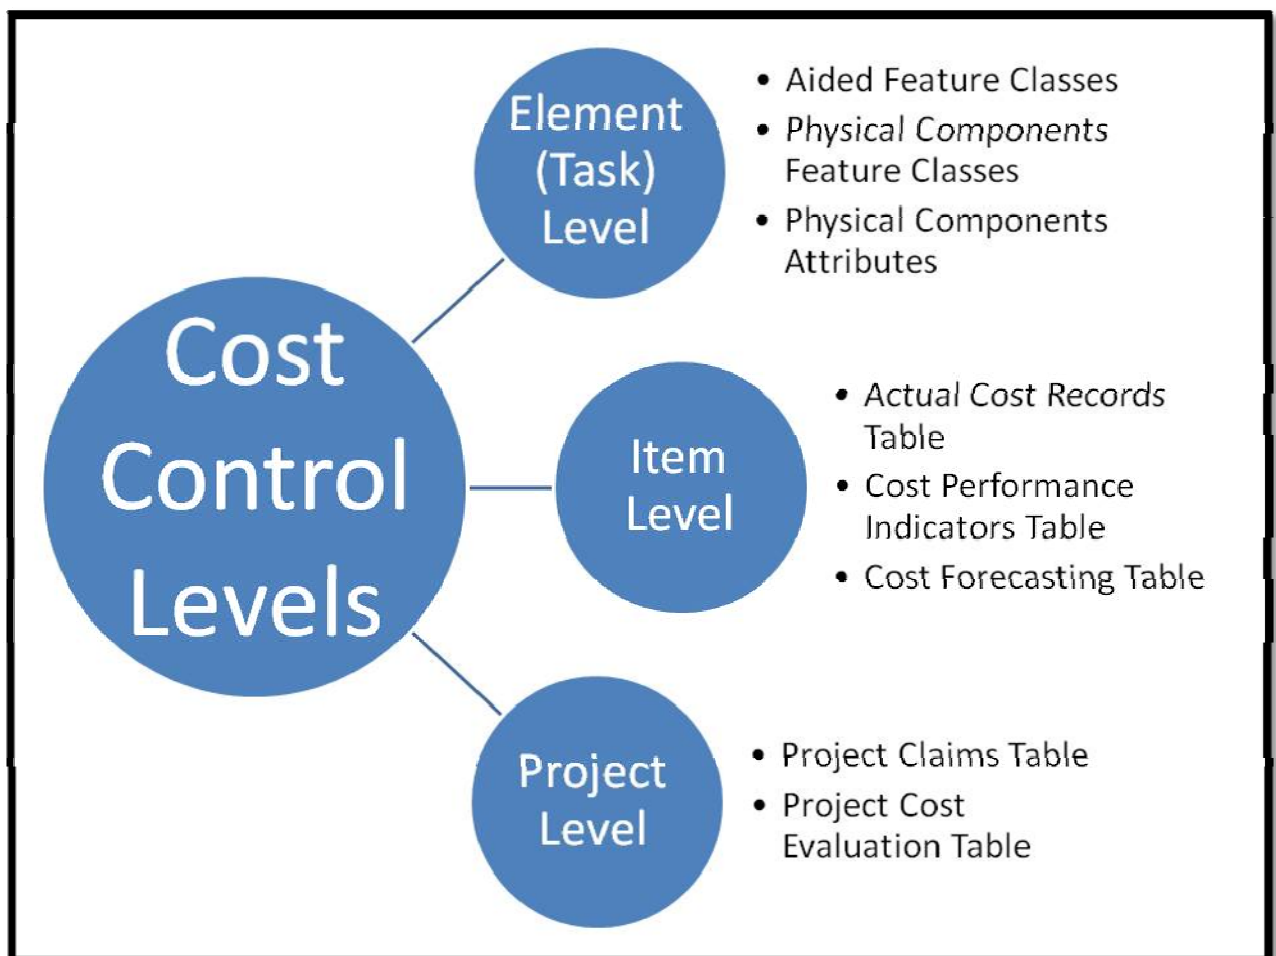 Cost
Control
Levels
Element
(Task)
Level
• Aided Feature Classes
• Physical Components
Feature Classes
• Physical Components
Attributes
Item
Level
• Actual Cost Records
Table
• Cost Performance
Indicators Table
• Cost Forecasting Table
Project
Level
• Project Claims Table
• Project Cost
Evaluation Table